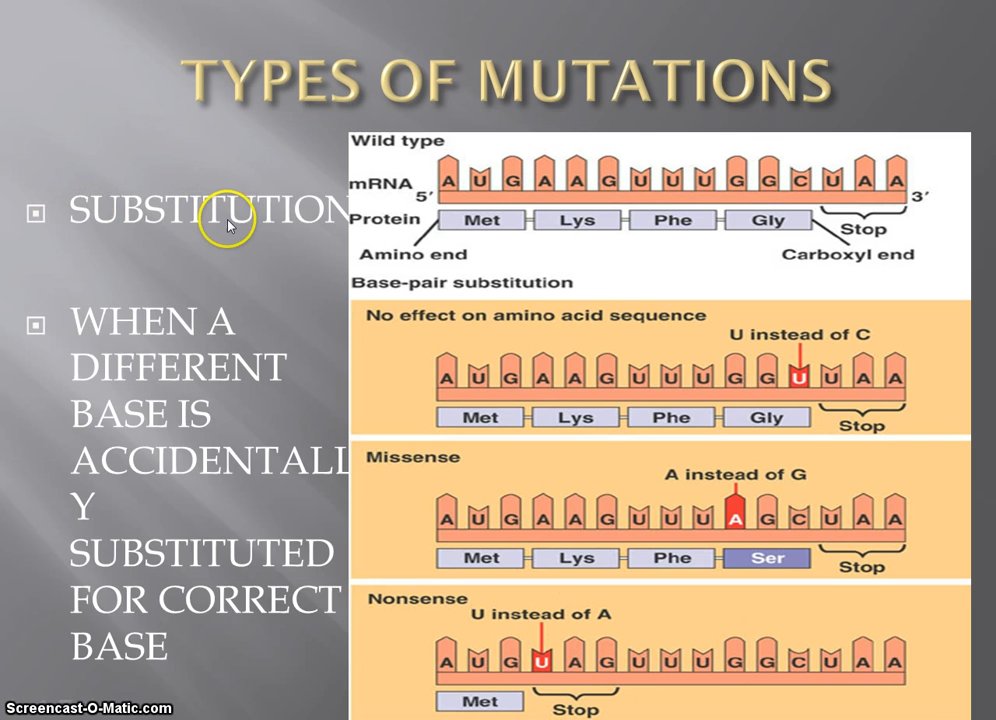 TYPES OF MUTATIONS
SUBSTITUTION
WHEN A
DIFFERENT
BASE IS
ACCIDENTALL
Y
SUBSTITUTED
FOR CORRECT
BASE
Wild type
mRNA
5′
A U G A A G U U U G G C U A A
3′
Protein
Met Lys Phe Gly
Stop
Amino end
Carboxyl end
Base-pair substitution
No effect on amino acid sequence
U instead of C
A U G A A G U U U G G U U A A
Met Lys Phe Gly
Stop
Missense
A instead of G
A U G A A G U U U A G C U A A
Met Lys Phe Ser
Stop
Nonsense
U instead of A
A U G U A G U U U G G C U A A
Met
Stop
Screencast-O-Matic.com